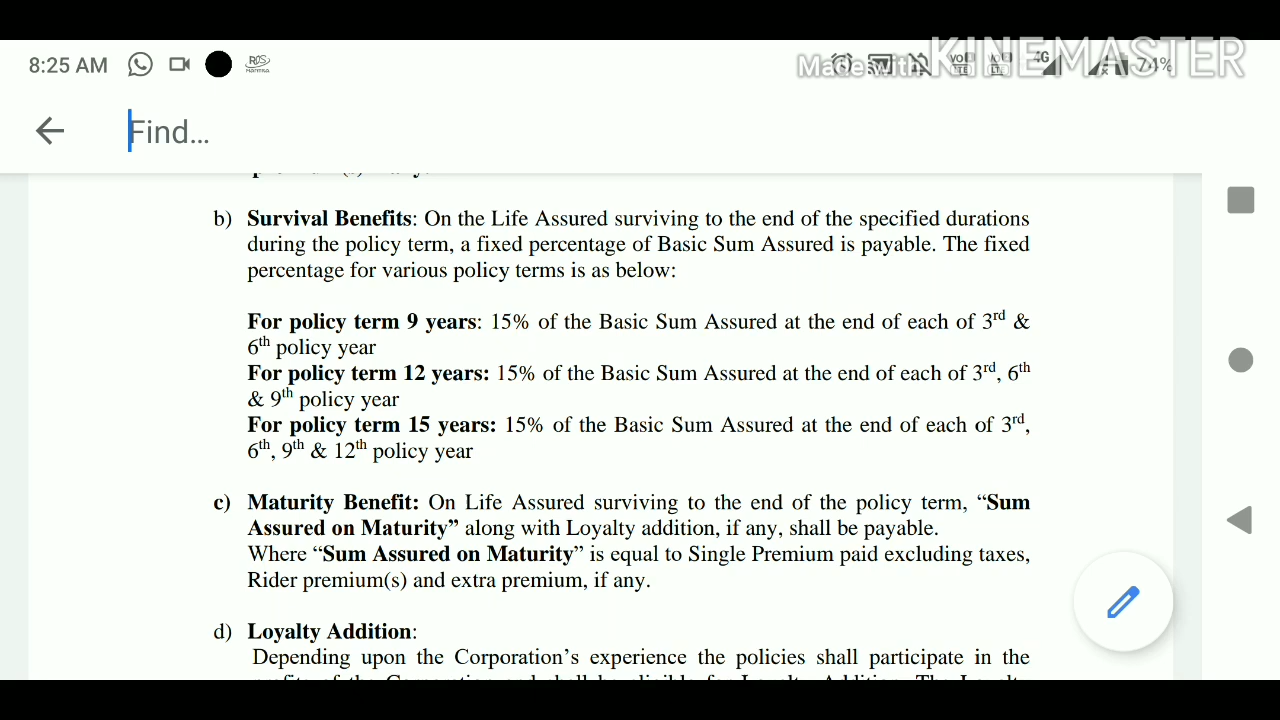 8:25 AM
RDS
MANTRA
Made with KINEMASTER
4G
74%
Find...
b) Survival Benefits: On the Life Assured surviving to the end of the specified durations
during the policy term, a fixed percentage of Basic Sum Assured is payable. The fixed
percentage for various policy terms is as below:
For policy term 9 years: 15% of the Basic Sum Assured at the end of each of 3rd &
6th policy year
For policy term 12 years: 15% of the Basic Sum Assured at the end of each of 3rd, 6th
& 9th policy year
For policy term 15 years: 15% of the Basic Sum Assured at the end of each of 3rd,
6th, 9th & 12th policy year
c) Maturity Benefit: On Life Assured surviving to the end of the policy term, “Sum
Assured on Maturity” along with Loyalty addition, if any, shall be payable.
Where “Sum Assured on Maturity” is equal to Single Premium paid excluding taxes,
Rider premium(s) and extra premium, if any.
d) Loyalty Addition:
Depending upon the Corporation’s experience the policies shall participate in the